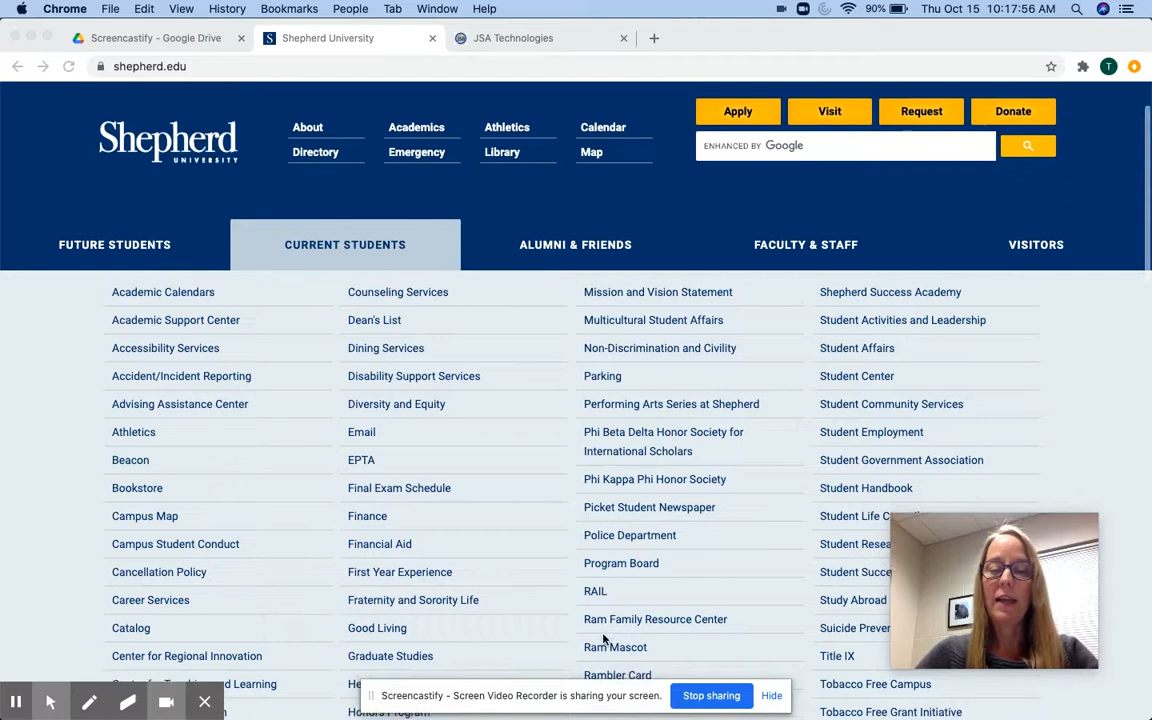 Chrome File Edit View History Bookmarks People Tab Window Help 90% Thu Oct 15 10:17:56 AM
Screencastify - Google Drive Shepherd University JSA Technologies
shepherd.edu T
Apply Visit Request Donate
Shepherd
UNIVERSITY
About Academics Athletics Calendar
Directory Emergency Library Map
ENHANCED BY Google
FUTURE STUDENTS CURRENT STUDENTS ALUMNI & FRIENDS FACULTY & STAFF VISITORS
Academic Calendars Counseling Services Mission and Vision Statement Shepherd Success Academy
Academic Support Center Dean's List Multicultural Student Affairs Student Activities and Leadership
Accessibility Services Dining Services Non-Discrimination and Civility Student Affairs
Accident/Incident Reporting Disability Support Services Parking Student Center
Advising Assistance Center Diversity and Equity Performing Arts Series at Shepherd Student Community Services
Athletics Email Phi Beta Delta Honor Society for Student Employment
International Scholars
Beacon EPTA Student Government Association
Bookstore Final Exam Schedule Phi Kappa Phi Honor Society Student Handbook
Campus Map Finance Picket Student Newspaper Student Life
Campus Student Conduct Financial Aid Police Department Student
Cancellation Policy First Year Experience Program Board Student
Career Services Fraternity and Sorority Life RAIL Study Abroad
Catalog Good Living Ram Family Resource Center
Center for Regional Innovation Graduate Studies Ram Mascot Title IX
and Learning Rambler Card Tobacco Free Campus
Tobacco Free Grant Initiative
Screencastify - Screen Video Recorder is sharing your screen. Stop sharing Hide